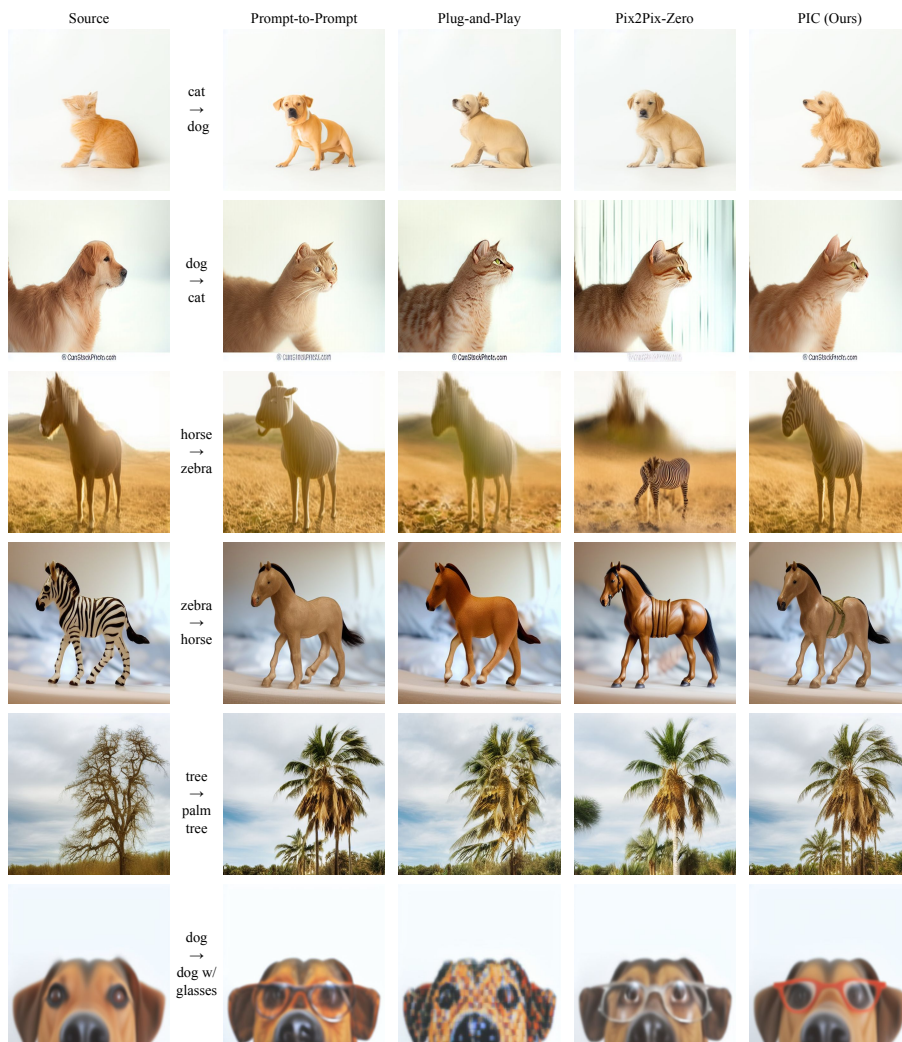 Source
Prompt-to-Prompt
Plug-and-Play
Pix2Pix-Zero
PIC (Ours)
cat
→
dog
dog
→
cat
© CanStockPhoto.com
© CanStockPhoto.com
© CanStockPhoto.com
horse
→
zebra
zebra
→
horse
tree
→
palm
tree
dog
→
dog w/
glasses